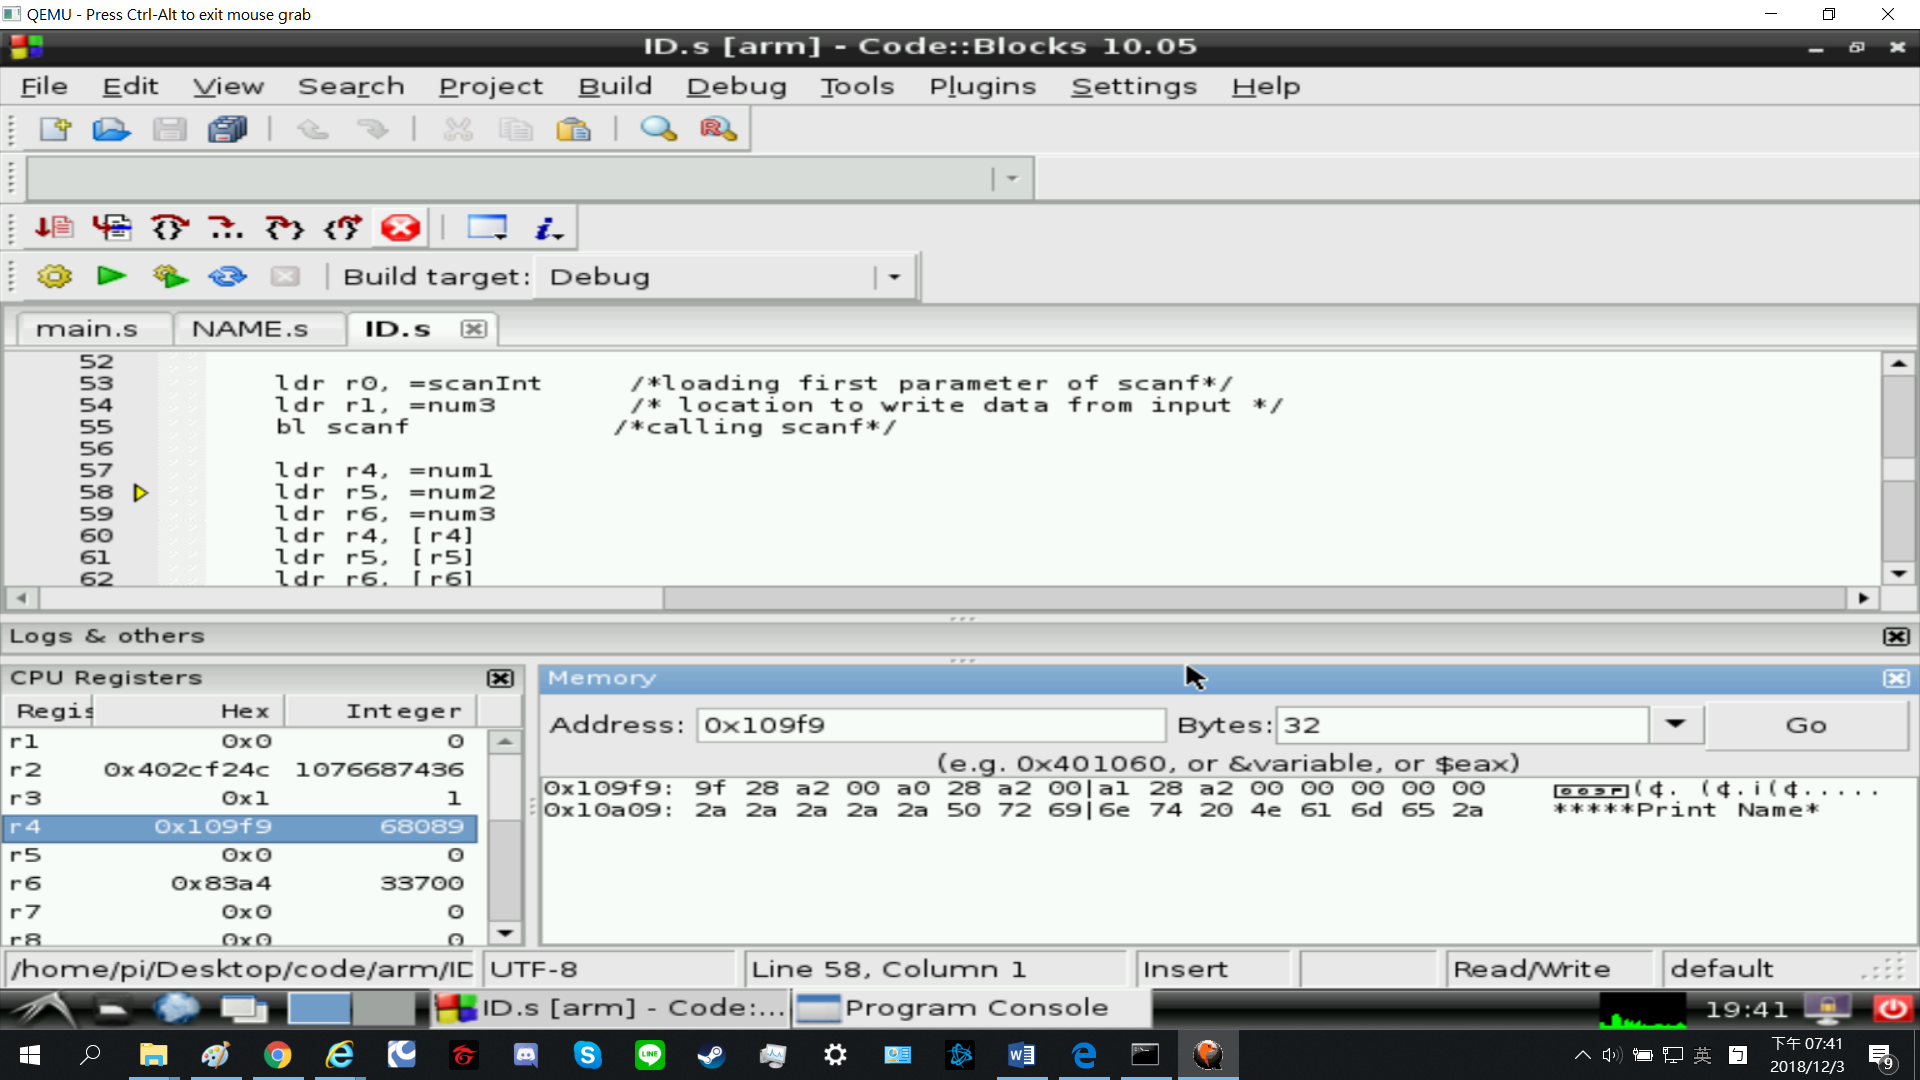 QEMU - Press Ctrl-Alt to exit mouse grab
ID.s [arm] - Code::Blocks 10.05
File Edit View Search Project Build Debug Tools Plugins Settings Help
Build target: Debug
main.s NAME.s ID.s
52
53 ldr r0, =scanInt /*loading first parameter of scanf*/
54 ldr r1, =num3 /* location to write data from input */
55 bl scanf /*calling scanf*/
56
57 ldr r4, =num1
58 ldr r5, =num2
59 ldr r6, =num3
60 ldr r4, [r4]
61 ldr r5, [r5]
62 ldr r6, [r6]
Logs & others
CPU Registers
Regis Hex Integer
r1 0x0 0
r2 0x402cf24c 1076687436
r3 0x1 1
r4 0x109f9 68089
r5 0x0 0
r6 0x83a4 33700
r7 0x0 0
r8 0x0 0
Memory
Address: 0x109f9 Bytes: 32 Go
(e.g. 0x401060, or &variable, or $eax)
0x109f9: 9f 28 a2 00 a0 28 a2 00|a1 28 a2 00 00 00 00 00 (¢. (¢.i(¢.....
0x10a09: 2a 2a 2a 2a 2a 50 72 69|6e 74 20 4e 61 6d 65 2a *****Print Name*
/home/pi/Desktop/code/arm/ID UTF-8 Line 58, Column 1 Insert Read/Write default
ID.s [arm] - Code:... Program Console 19:41
英 下午 07:41
2018/12/3
9